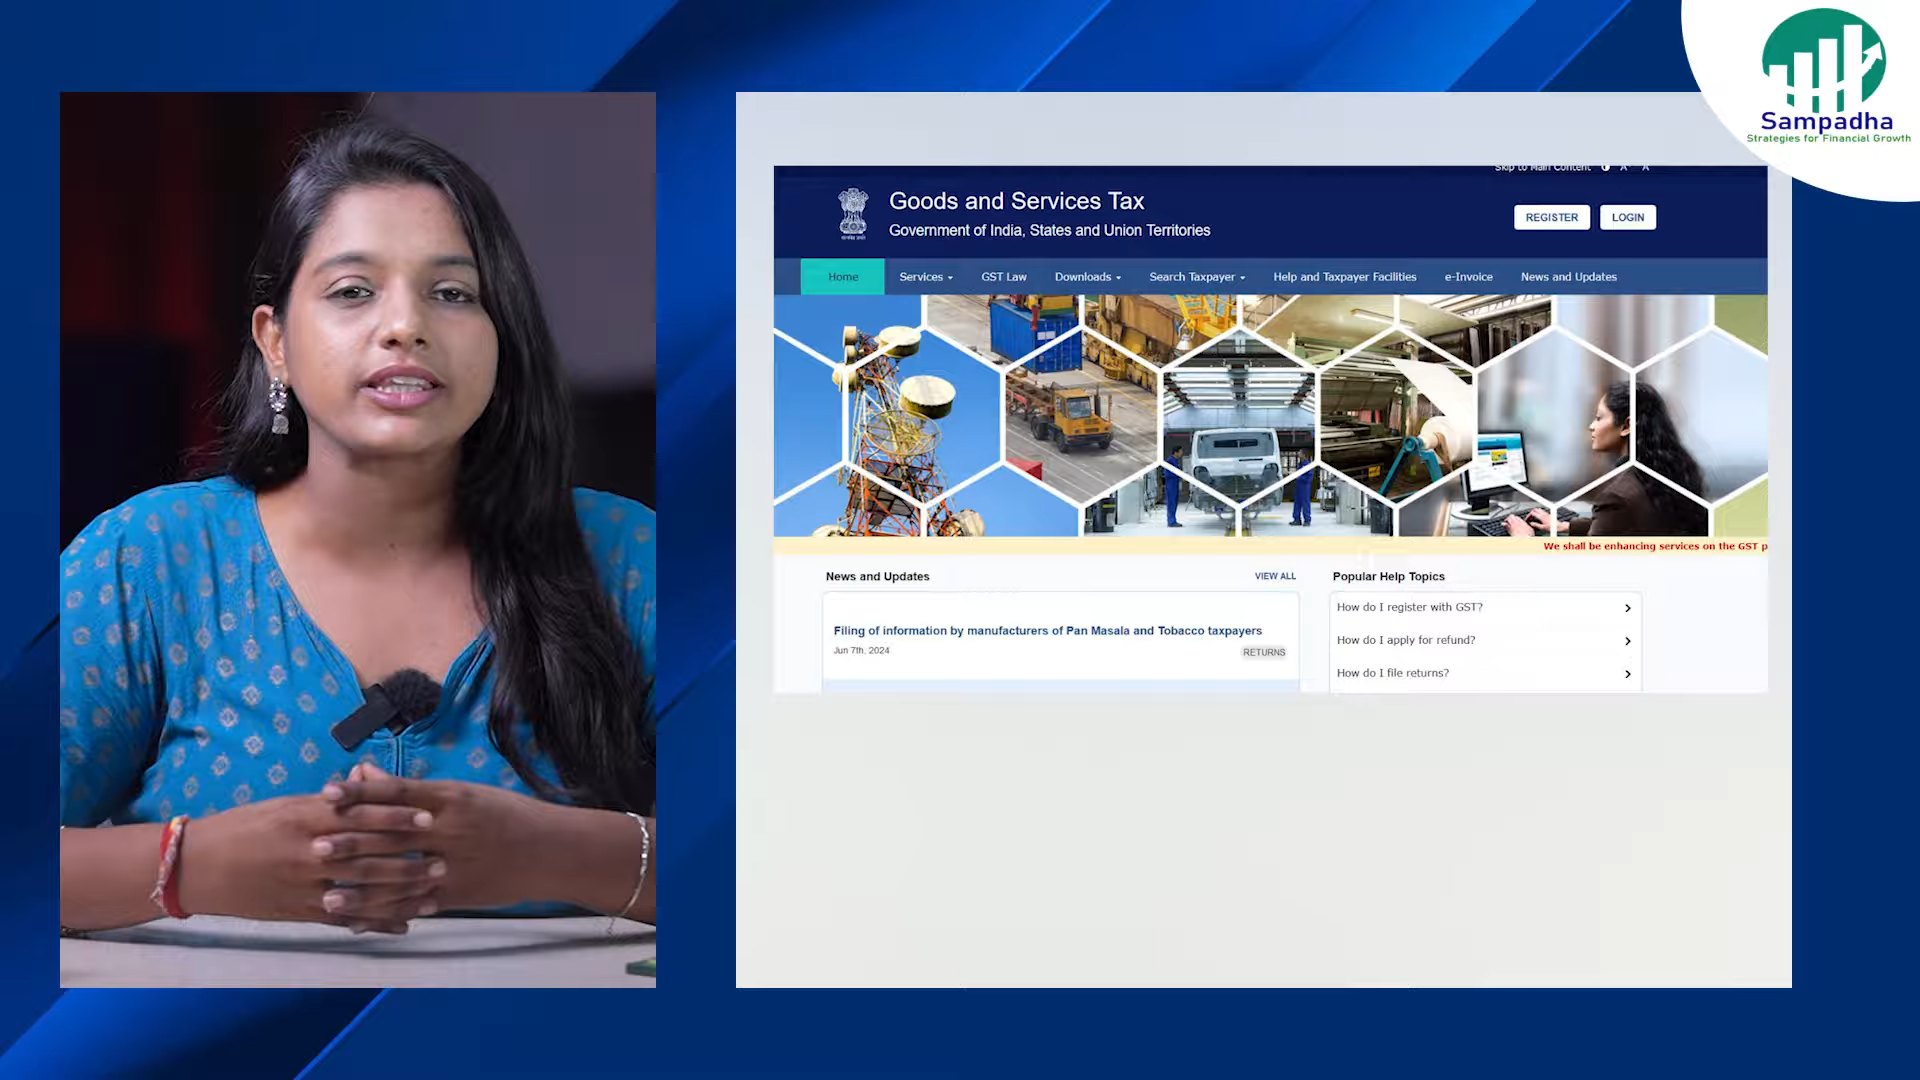 Sampadha
Strategies for Financial Growth
Skip to Main Content
Goods and Services Tax
Government of India, States and Union Territories
REGISTER
LOGIN
Home
Services
GST Law
Downloads
Search Taxpayer
Help and Taxpayer Facilities
e-Invoice
News and Updates
We shall be enhancing services on the GST p
News and Updates
VIEW ALL
Filing of information by manufacturers of Pan Masala and Tobacco taxpayers
Jun 7th, 2024
RETURNS
Popular Help Topics
How do I register with GST?
How do I apply for refund?
How do I file returns?